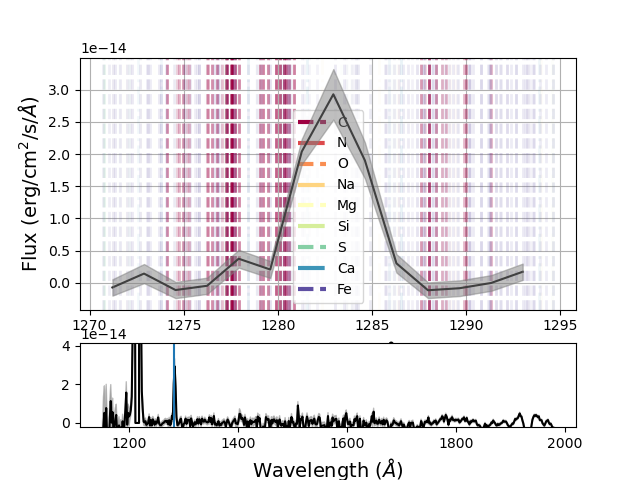 1e−14
3.0
2.5
2.0
1.5
1.0
0.5
0.0
Flux (erg/cm²/s/Å)
C
N
O
Na
Mg
Si
S
Ca
Fe
1270 1275 1280 1285 1290 1295
1e−14
4
2
0
1200 1400 1600 1800 2000
Wavelength (Å)